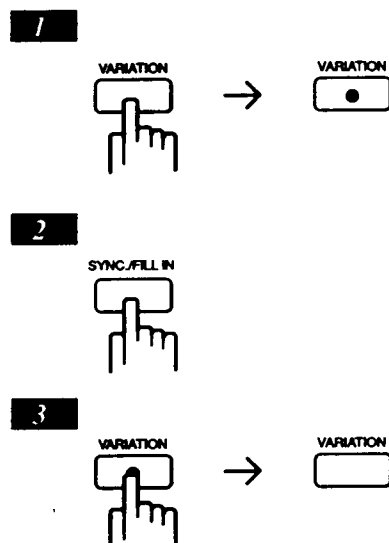 1
VARIATION
VARIATION
2
SYNC./FILL IN
3
VARIATION
VARIATION